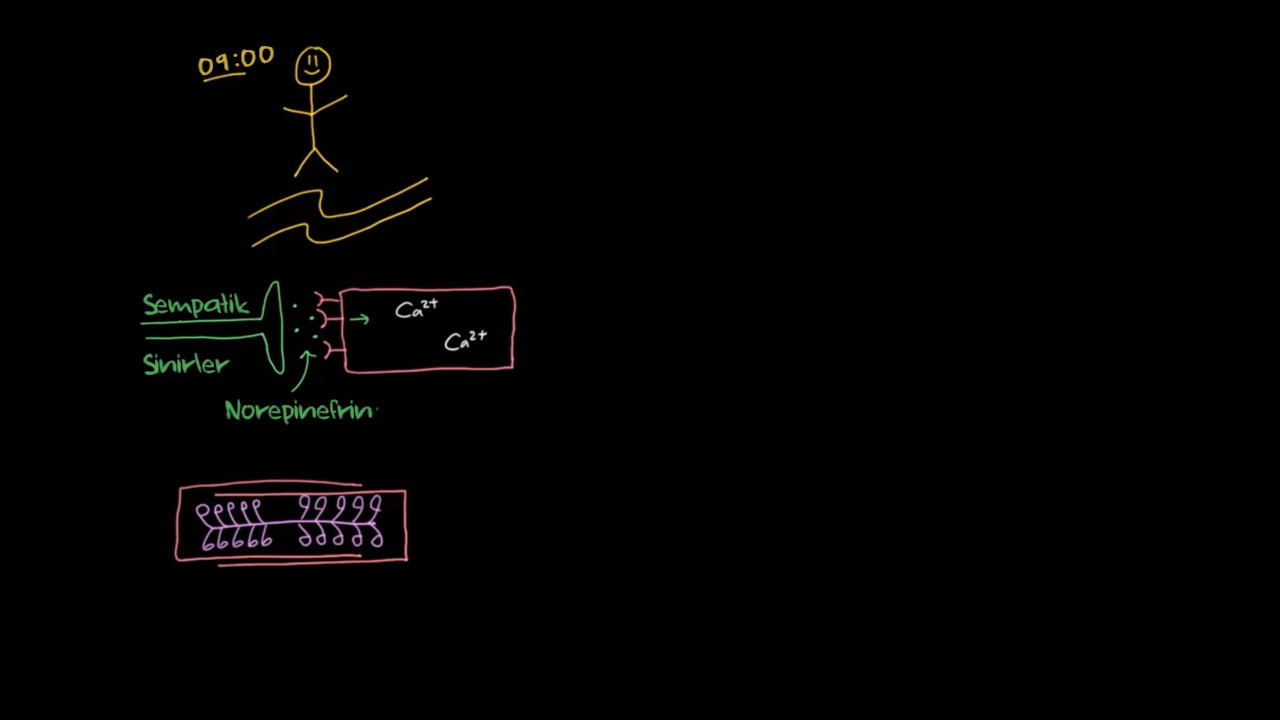 09:00
Sempatik
Sinirler
Norepinefrin
Ca²⁺
Ca²⁺